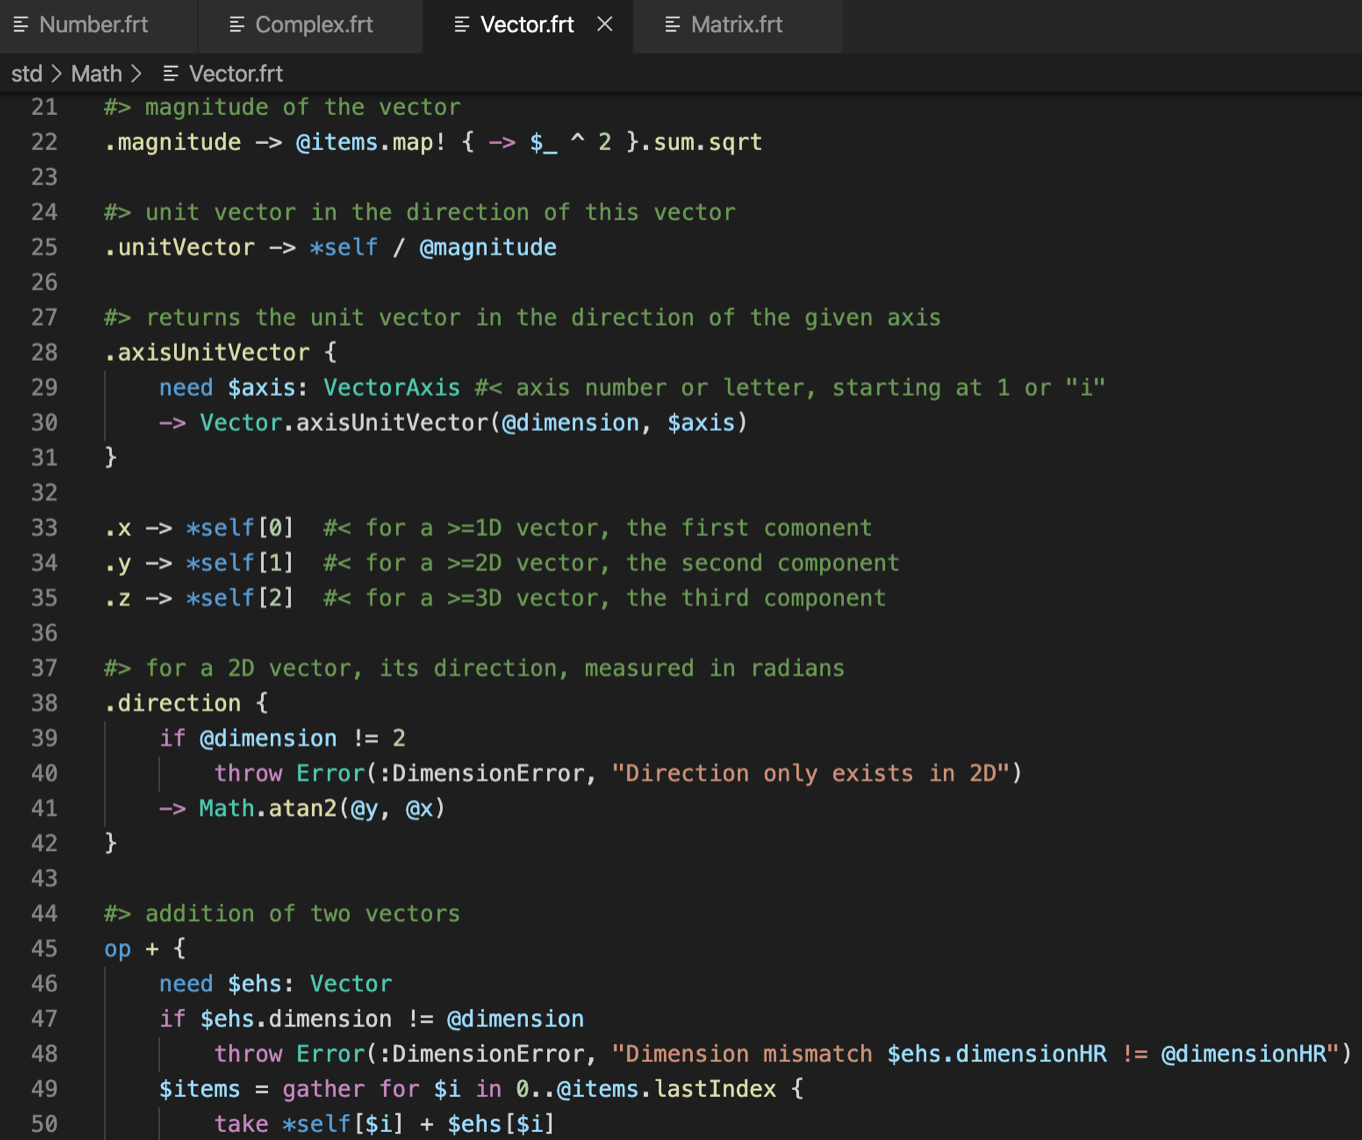 Number.frt Complex.frt Vector.frt Matrix.frt
std > Math > Vector.frt
21 #> magnitude of the vector
22 .magnitude -> @items.map! { -> $_ ^ 2 }.sum.sqrt
23
24 #> unit vector in the direction of this vector
25 .unitVector -> *self / @magnitude
26
27 #> returns the unit vector in the direction of the given axis
28 .axisUnitVector {
29     need $axis: VectorAxis #< axis number or letter, starting at 1 or "i"
30     -> Vector.axisUnitVector(@dimension, $axis)
31 }
32
33 .x -> *self[0]  #< for a >=1D vector, the first comonent
34 .y -> *self[1]  #< for a >=2D vector, the second component
35 .z -> *self[2]  #< for a >=3D vector, the third component
36
37 #> for a 2D vector, its direction, measured in radians
38 .direction {
39     if @dimension != 2
40         throw Error(:DimensionError, "Direction only exists in 2D")
41     -> Math.atan2(@y, @x)
42 }
43
44 #> addition of two vectors
45 op + {
46     need $ehs: Vector
47     if $ehs.dimension != @dimension
48         throw Error(:DimensionError, "Dimension mismatch $ehs.dimensionHR != @dimensionHR")
49     $items = gather for $i in 0..@items.lastIndex {
50         take *self[$i] + $ehs[$i]